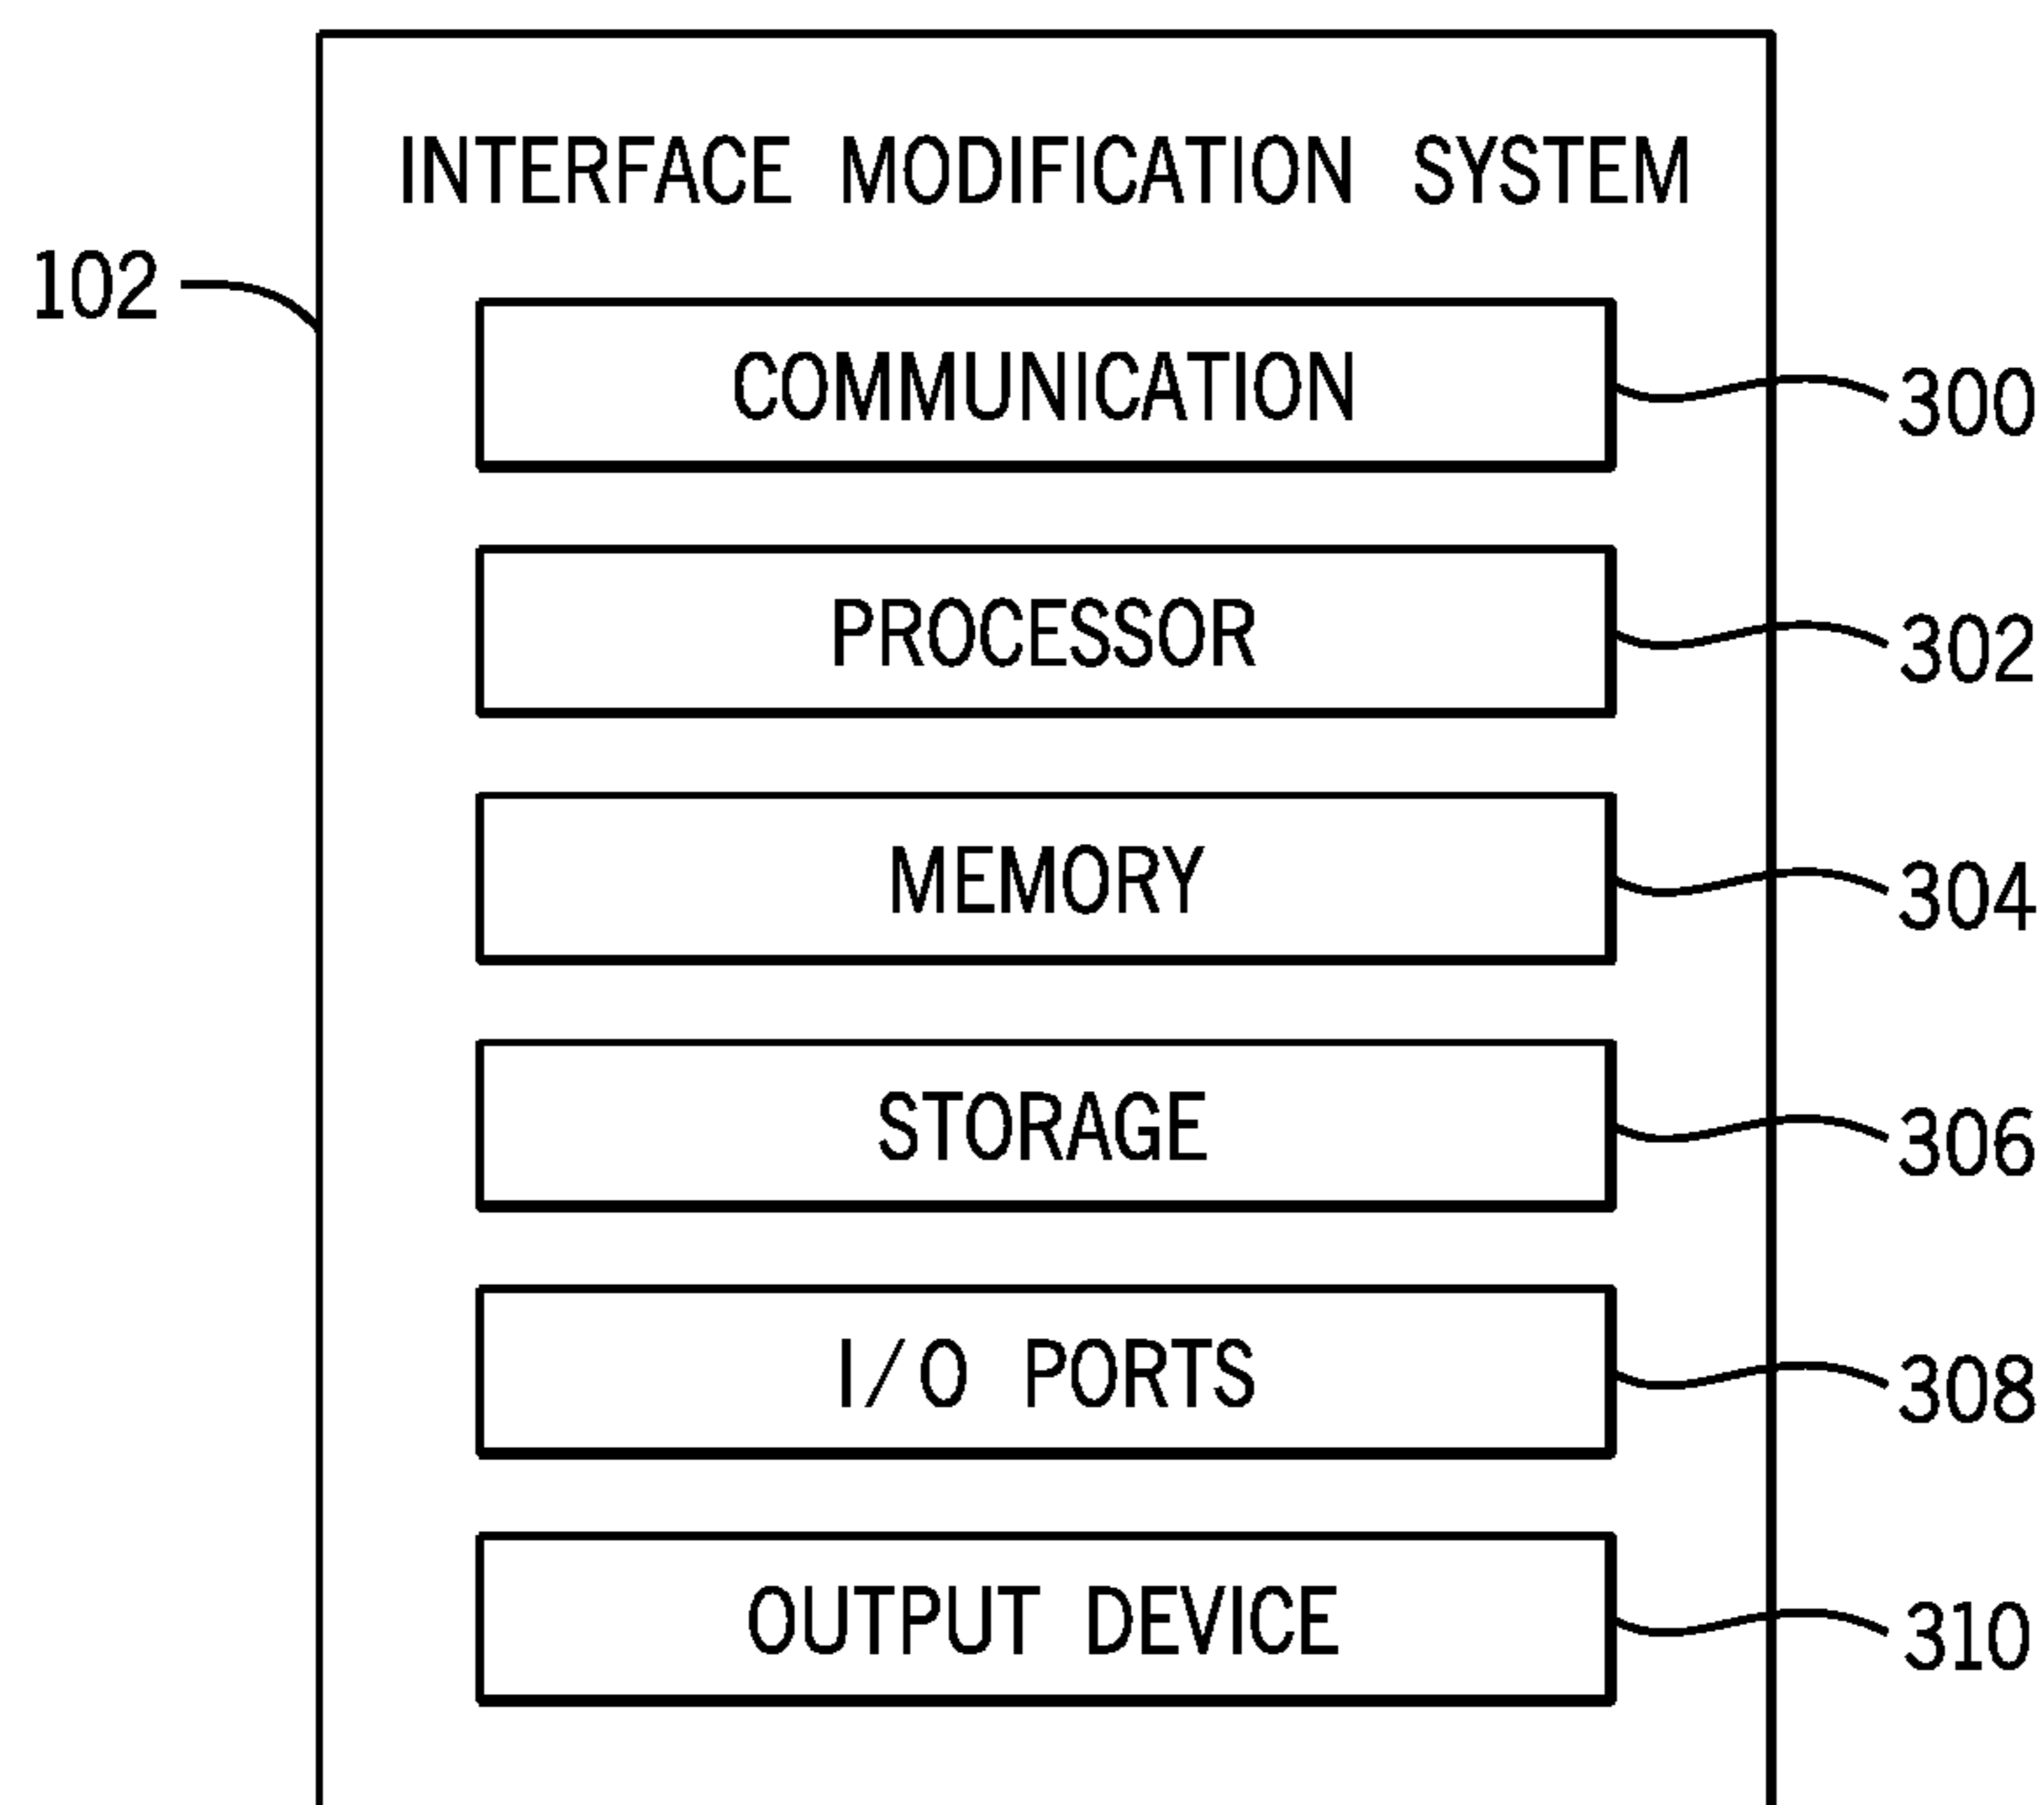 INTERFACE MODIFICATION SYSTEM
102
COMMUNICATION
300
PROCESSOR
302
MEMORY
304
STORAGE
306
I/O PORTS
308
OUTPUT DEVICE
310